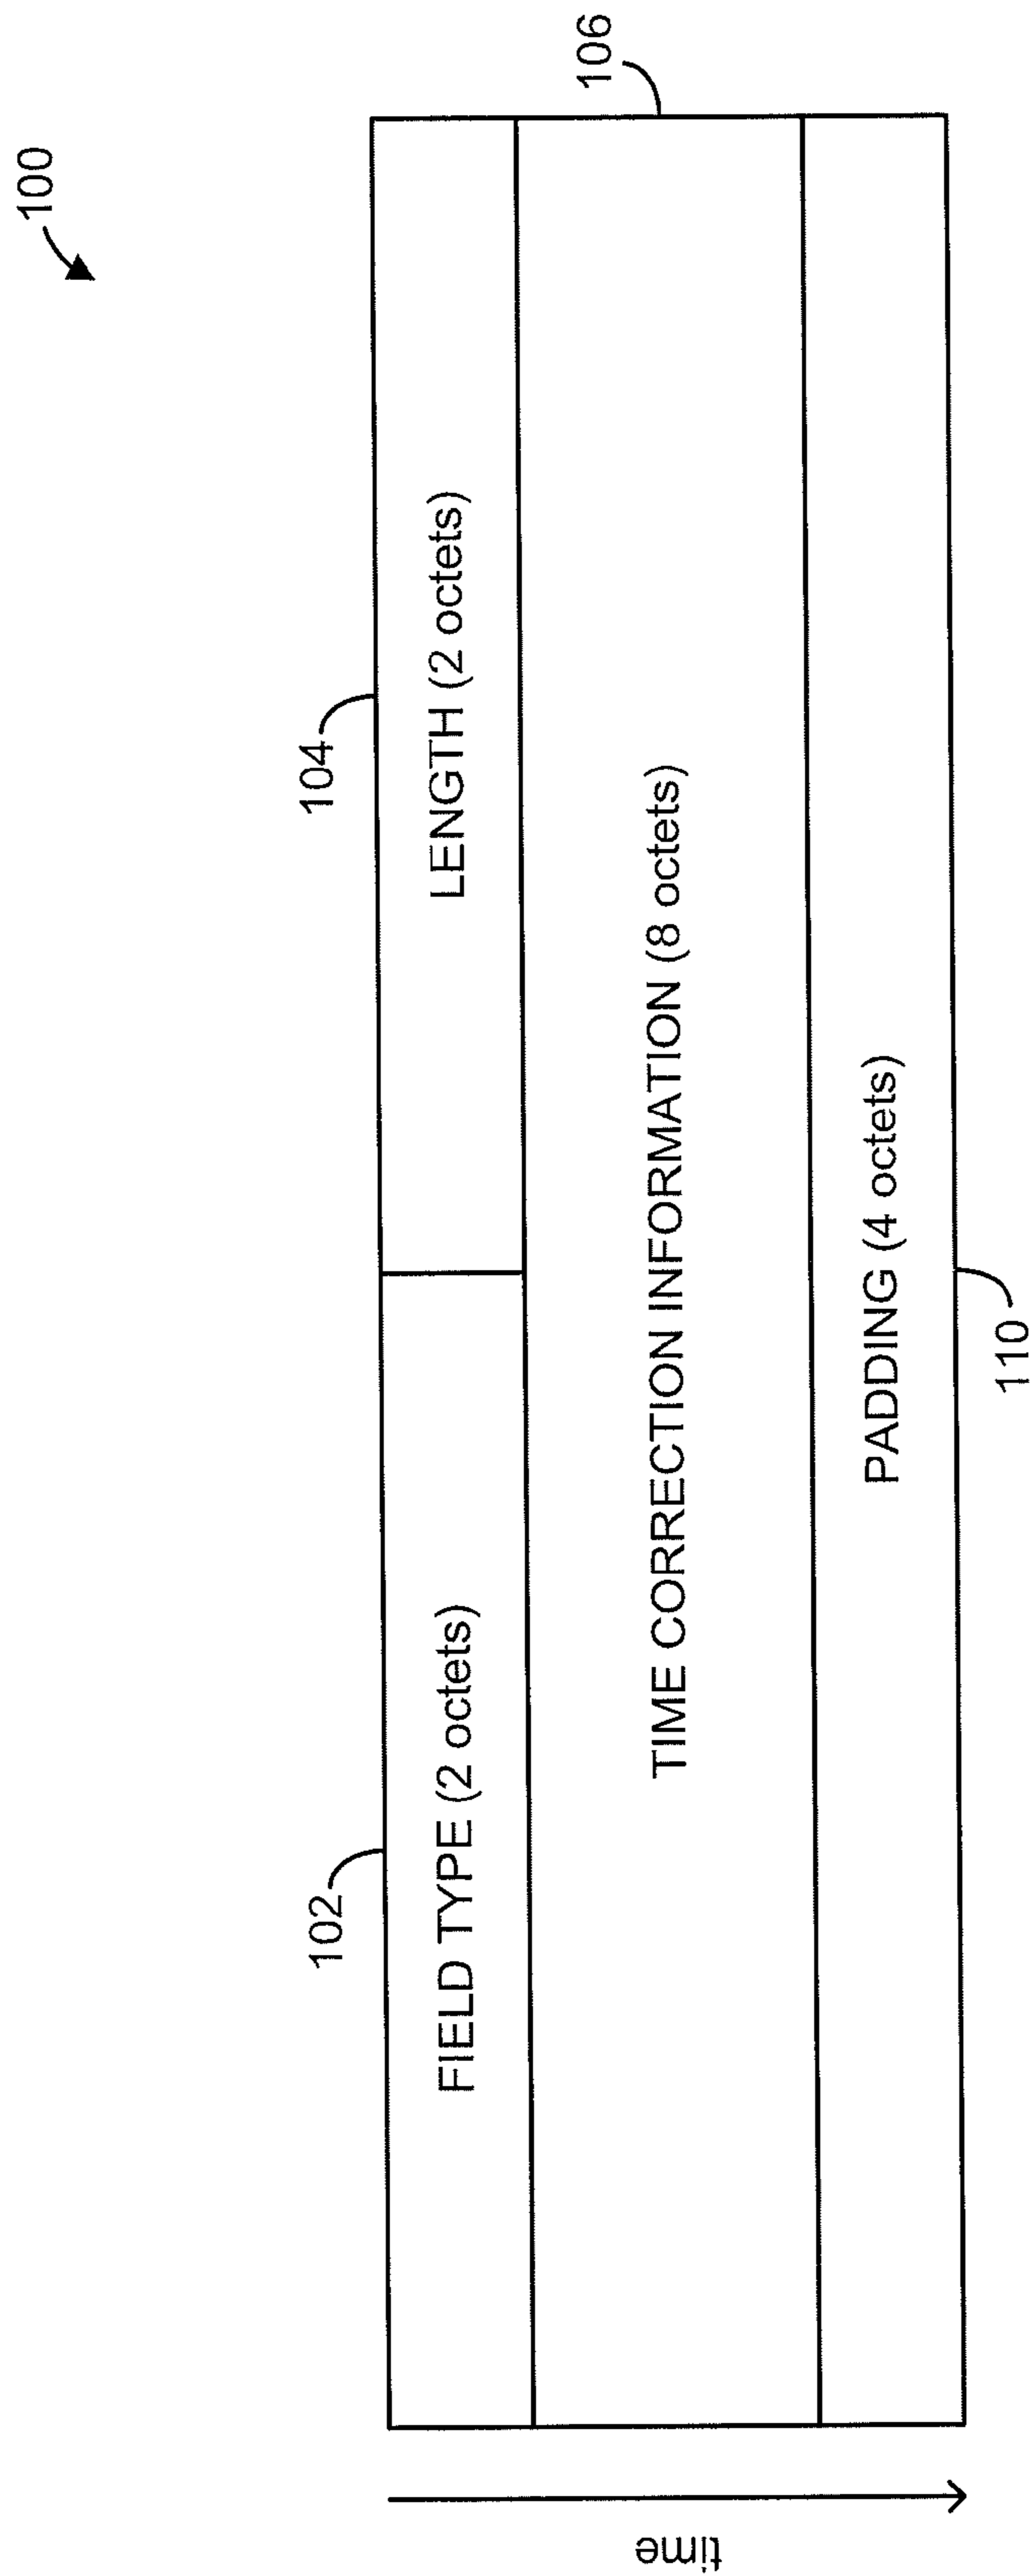 100
102
104
FIELD TYPE (2 octets)
LENGTH (2 octets)
106
TIME CORRECTION INFORMATION (8 octets)
PADDING (4 octets)
110
time